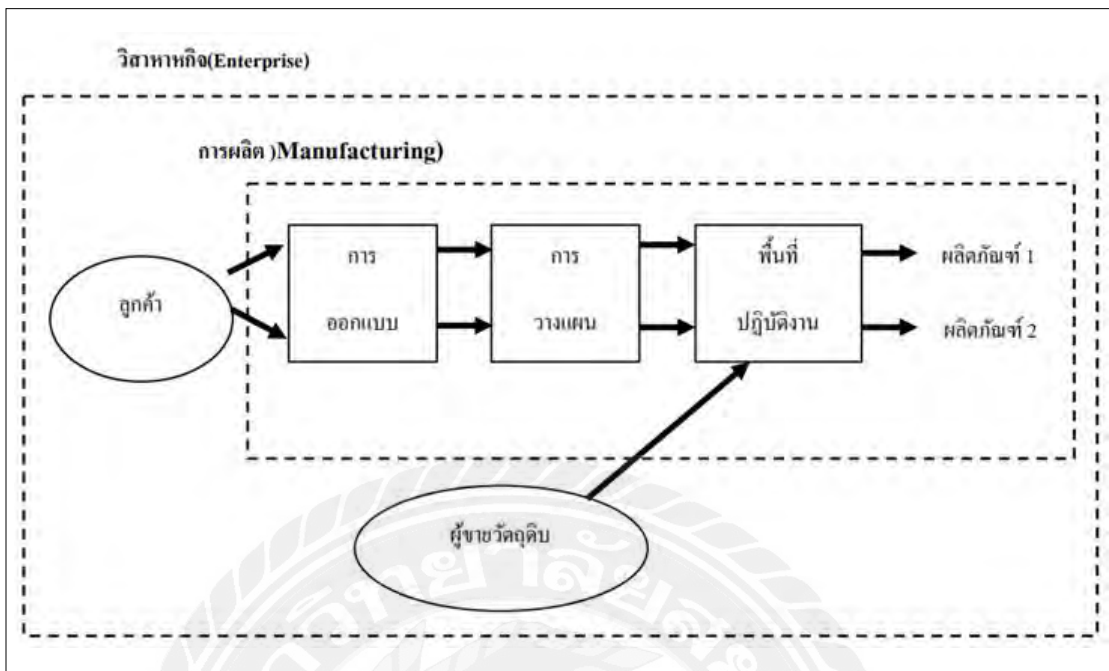 วิสาหกิจ(Enterprise)
การผลิต )Manufacturing)
ลูกค้า
การ
ออกแบบ
การ
วางแผน
พื้นที่
ปฏิบัติงาน
ผลิตภัณฑ์ 1
ผลิตภัณฑ์ 2
ผู้ขายวัตถุดิบ